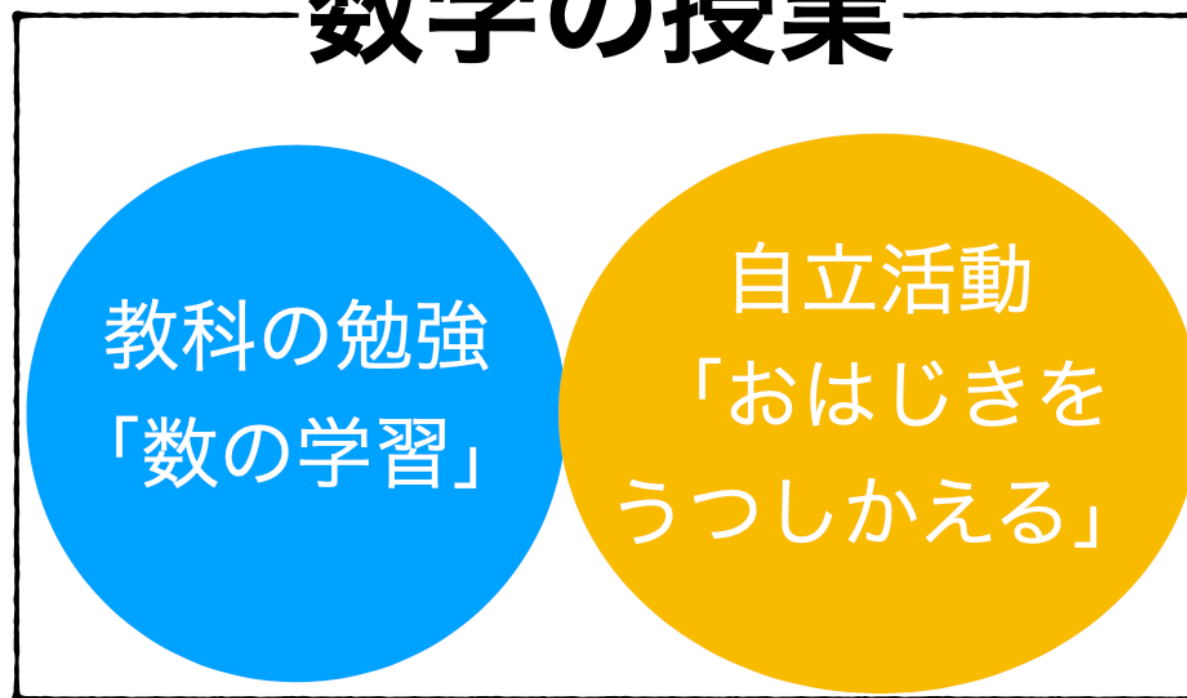 数学の授業
教科の勉強
「数の学習」
自立活動
「おはじきを
うつしかえる」